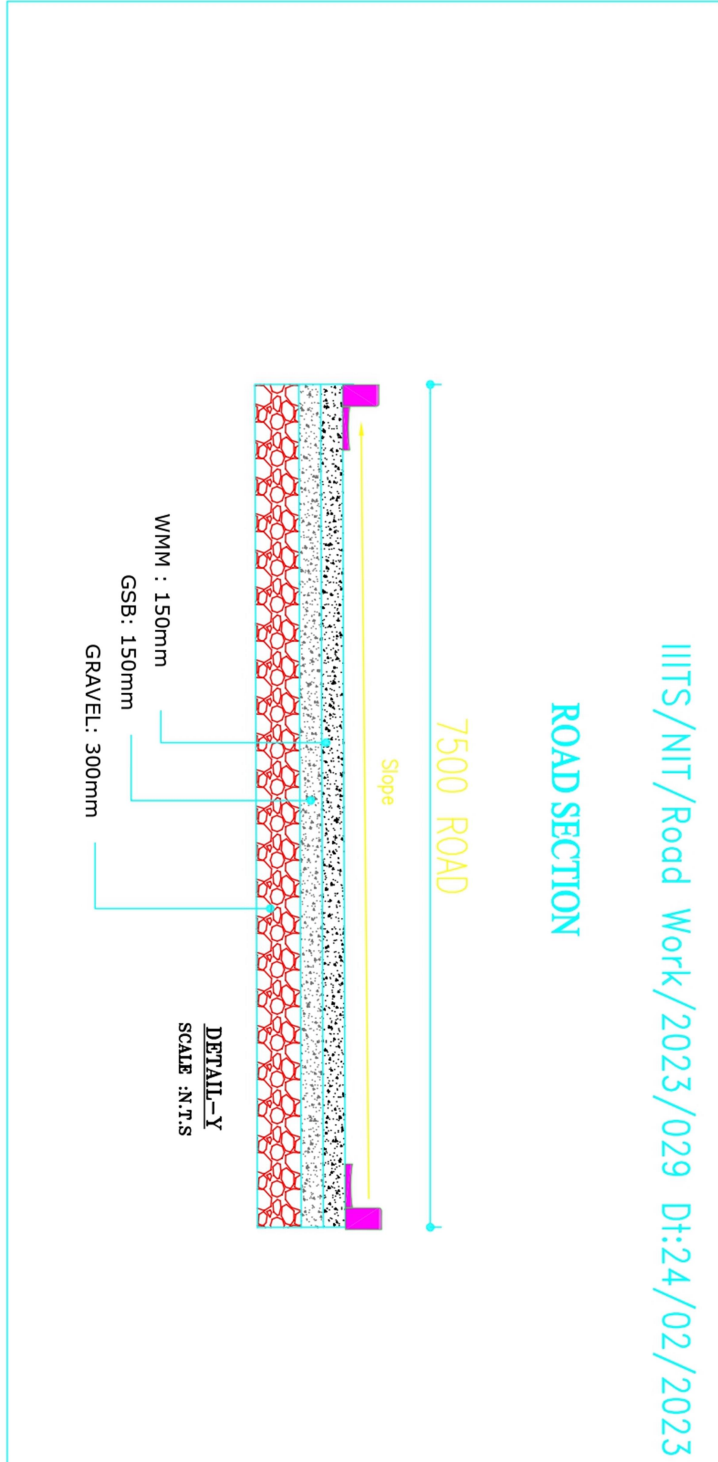 IIITS/NIT/Road Work/2023/029 Dt:24/02/2023
ROAD SECTION
7500 ROAD
Slope
WMM : 150mm
GSB: 150mm
GRAVEL: 300mm
DETAIL-Y
SCALE :N.T.S